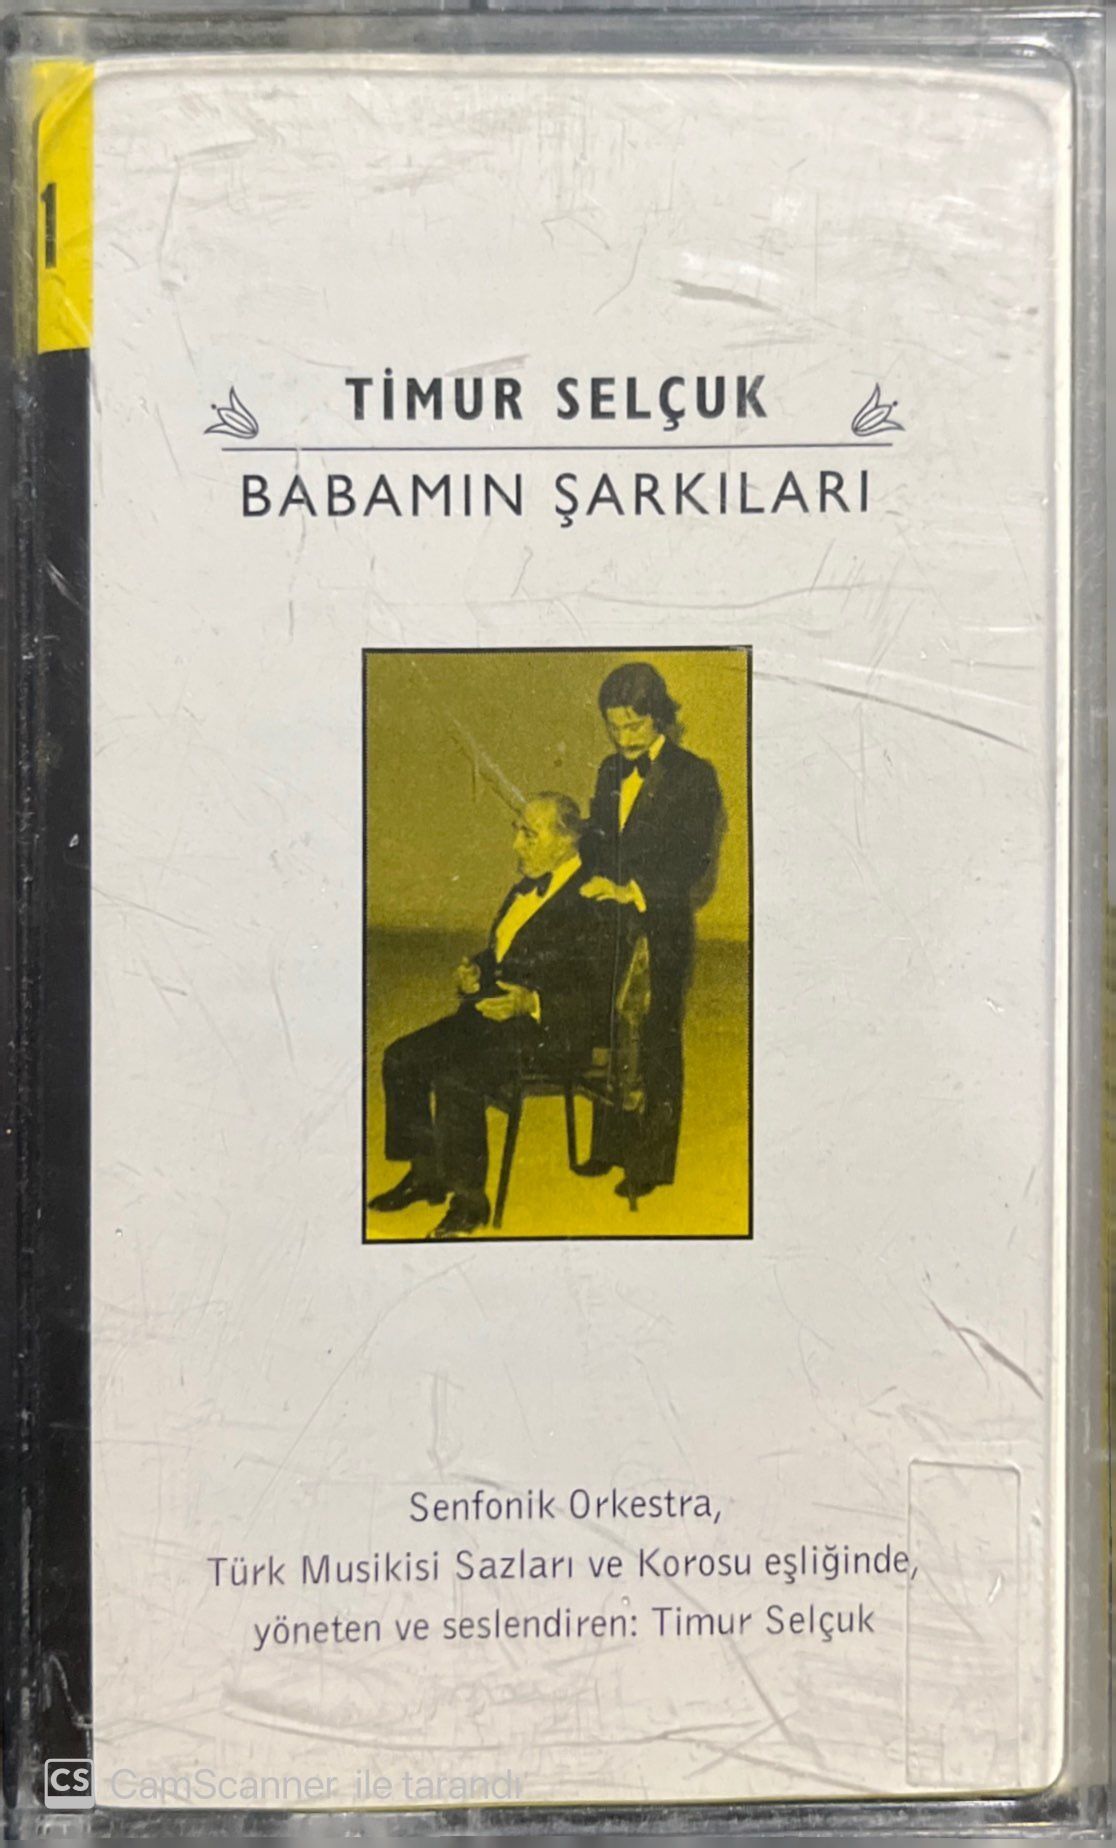 1
TİMUR SELÇUK
BABAMIN ŞARKILARI
Senfonik Orkestra,
Türk Musikisi Sazları ve Korosu eşliğinde,
yöneten ve seslendiren: Timur Selçuk
CS CamScanner ile tarandı